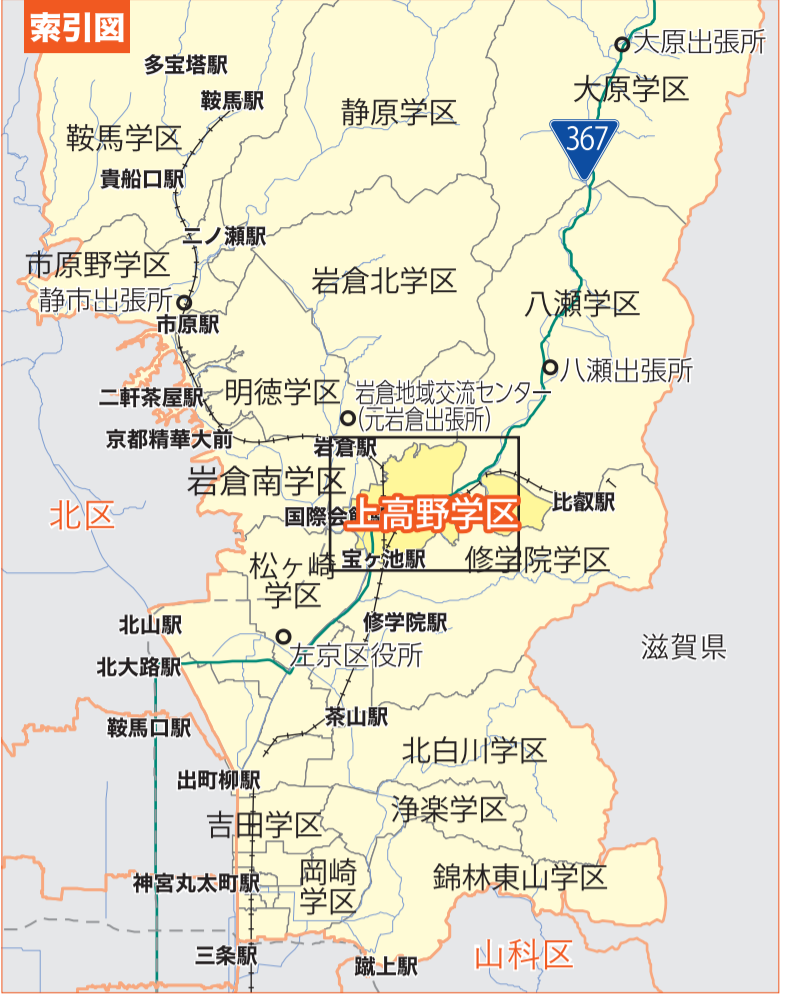 索引図
大原出張所
多宝塔駅
大原学区
鞍馬駅
静原学区
鞍馬学区
367
貴船口駅
二ノ瀬駅
市原野学区
岩倉北学区
静市出張所
八瀬学区
市原駅
八瀬出張所
二軒茶屋駅
明徳学区
岩倉地域交流センター
(元岩倉出張所)
京都精華大前
岩倉駅
岩倉南学区
比叡駅
北区
国際会館
上高野学区
宝ヶ池駅
修学院学区
松ヶ崎
学区
北山駅
修学院駅
左京区役所
滋賀県
北大路駅
茶山駅
鞍馬口駅
北白川学区
出町柳駅
浄楽学区
吉田学区
岡崎
学区
神宮丸太町駅
錦林東山学区
三条駅
蹴上駅
山科区